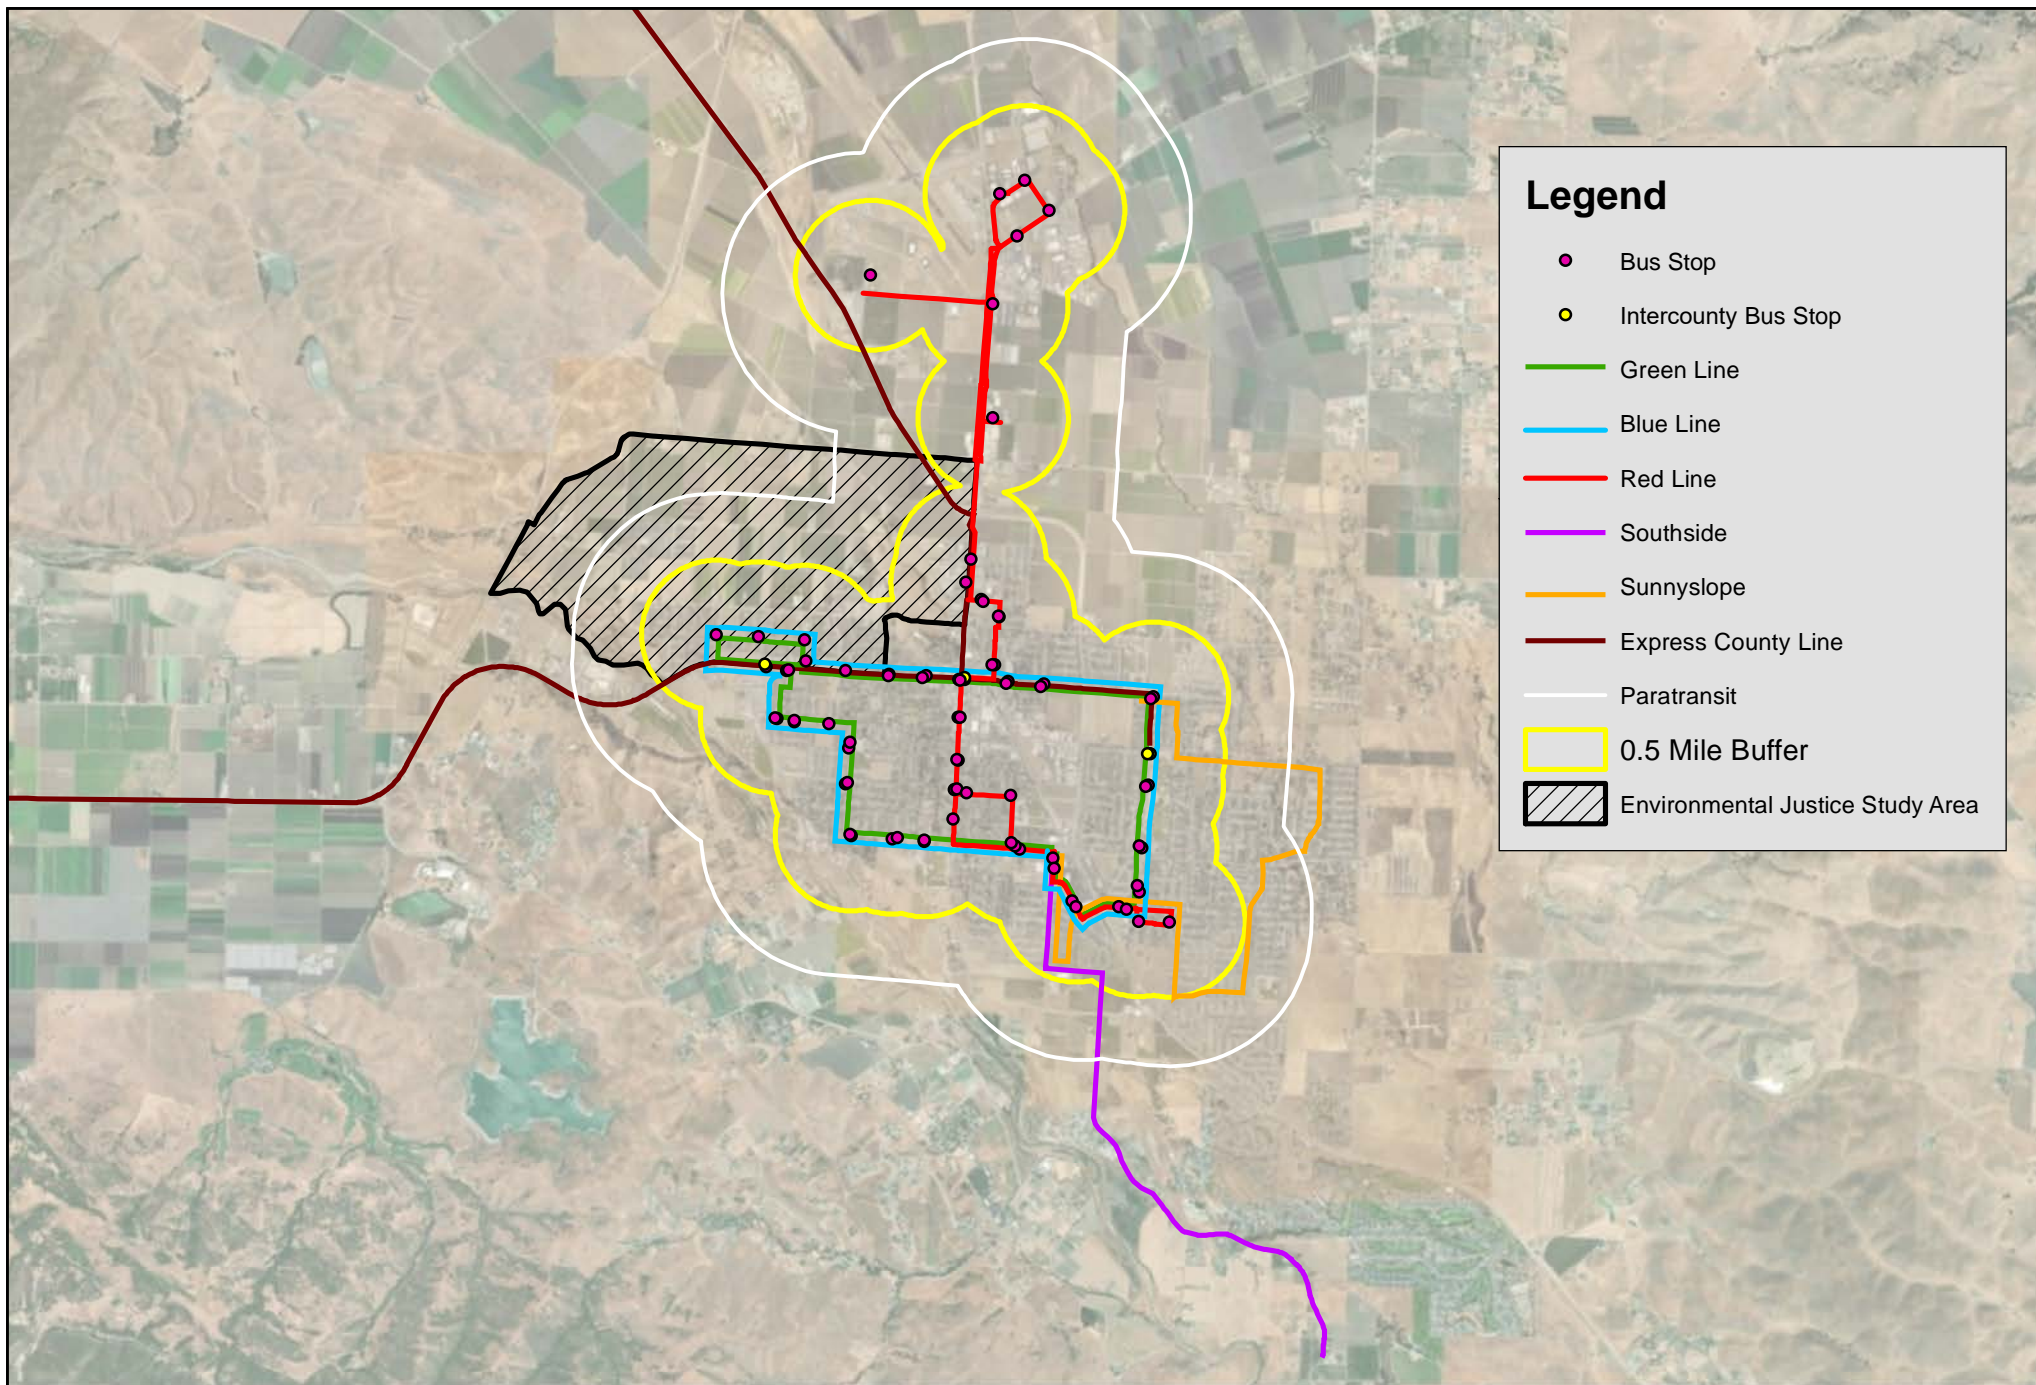 Legend
Bus Stop
Intercounty Bus Stop
Green Line
Blue Line
Red Line
Southside
Sunnyslope
Express County Line
Paratransit
0.5 Mile Buffer
Environmental Justice Study Area